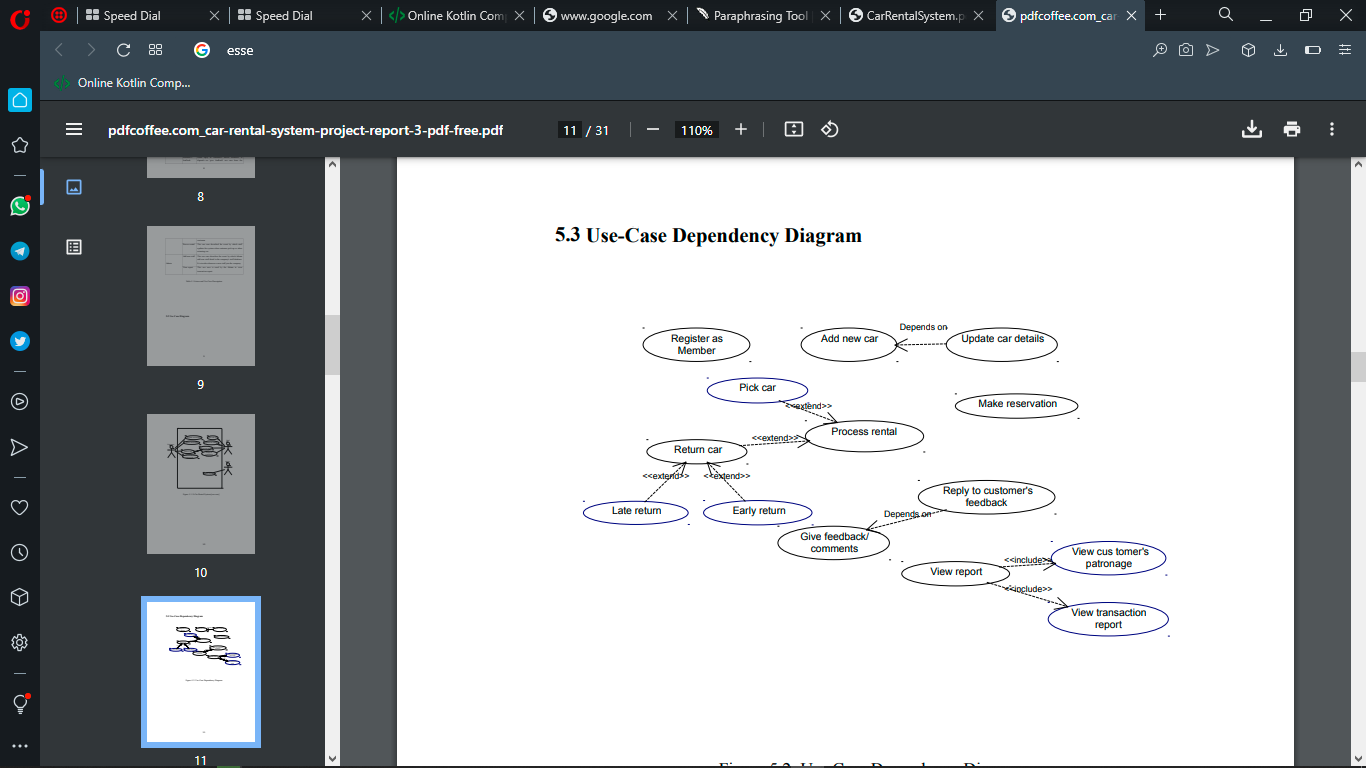 Speed Dial
Speed Dial
Online Kotlin Com
www.google.com
Paraphrasing Tool
CarRentalSystem.p
pdfcoffee.com_car
esse
Online Kotlin Comp...
pdfcoffee.com_car-rental-system-project-report-3-pdf-free.pdf
11 / 31
110%
8
9
10
11
5.3 Use-Case Dependency Diagram
Register as
Member
Add new car
Depends on
Update car details
Pick car
<<extend>>
Make reservation
Process rental
<<extend>>
Return car
<<extend>>
<<extend>>
Late return
Early return
Reply to customer's
feedback
Depends on
Give feedback/
comments
View report
<<include>>
View cus tomer's
patronage
<<include>>
View transaction
report